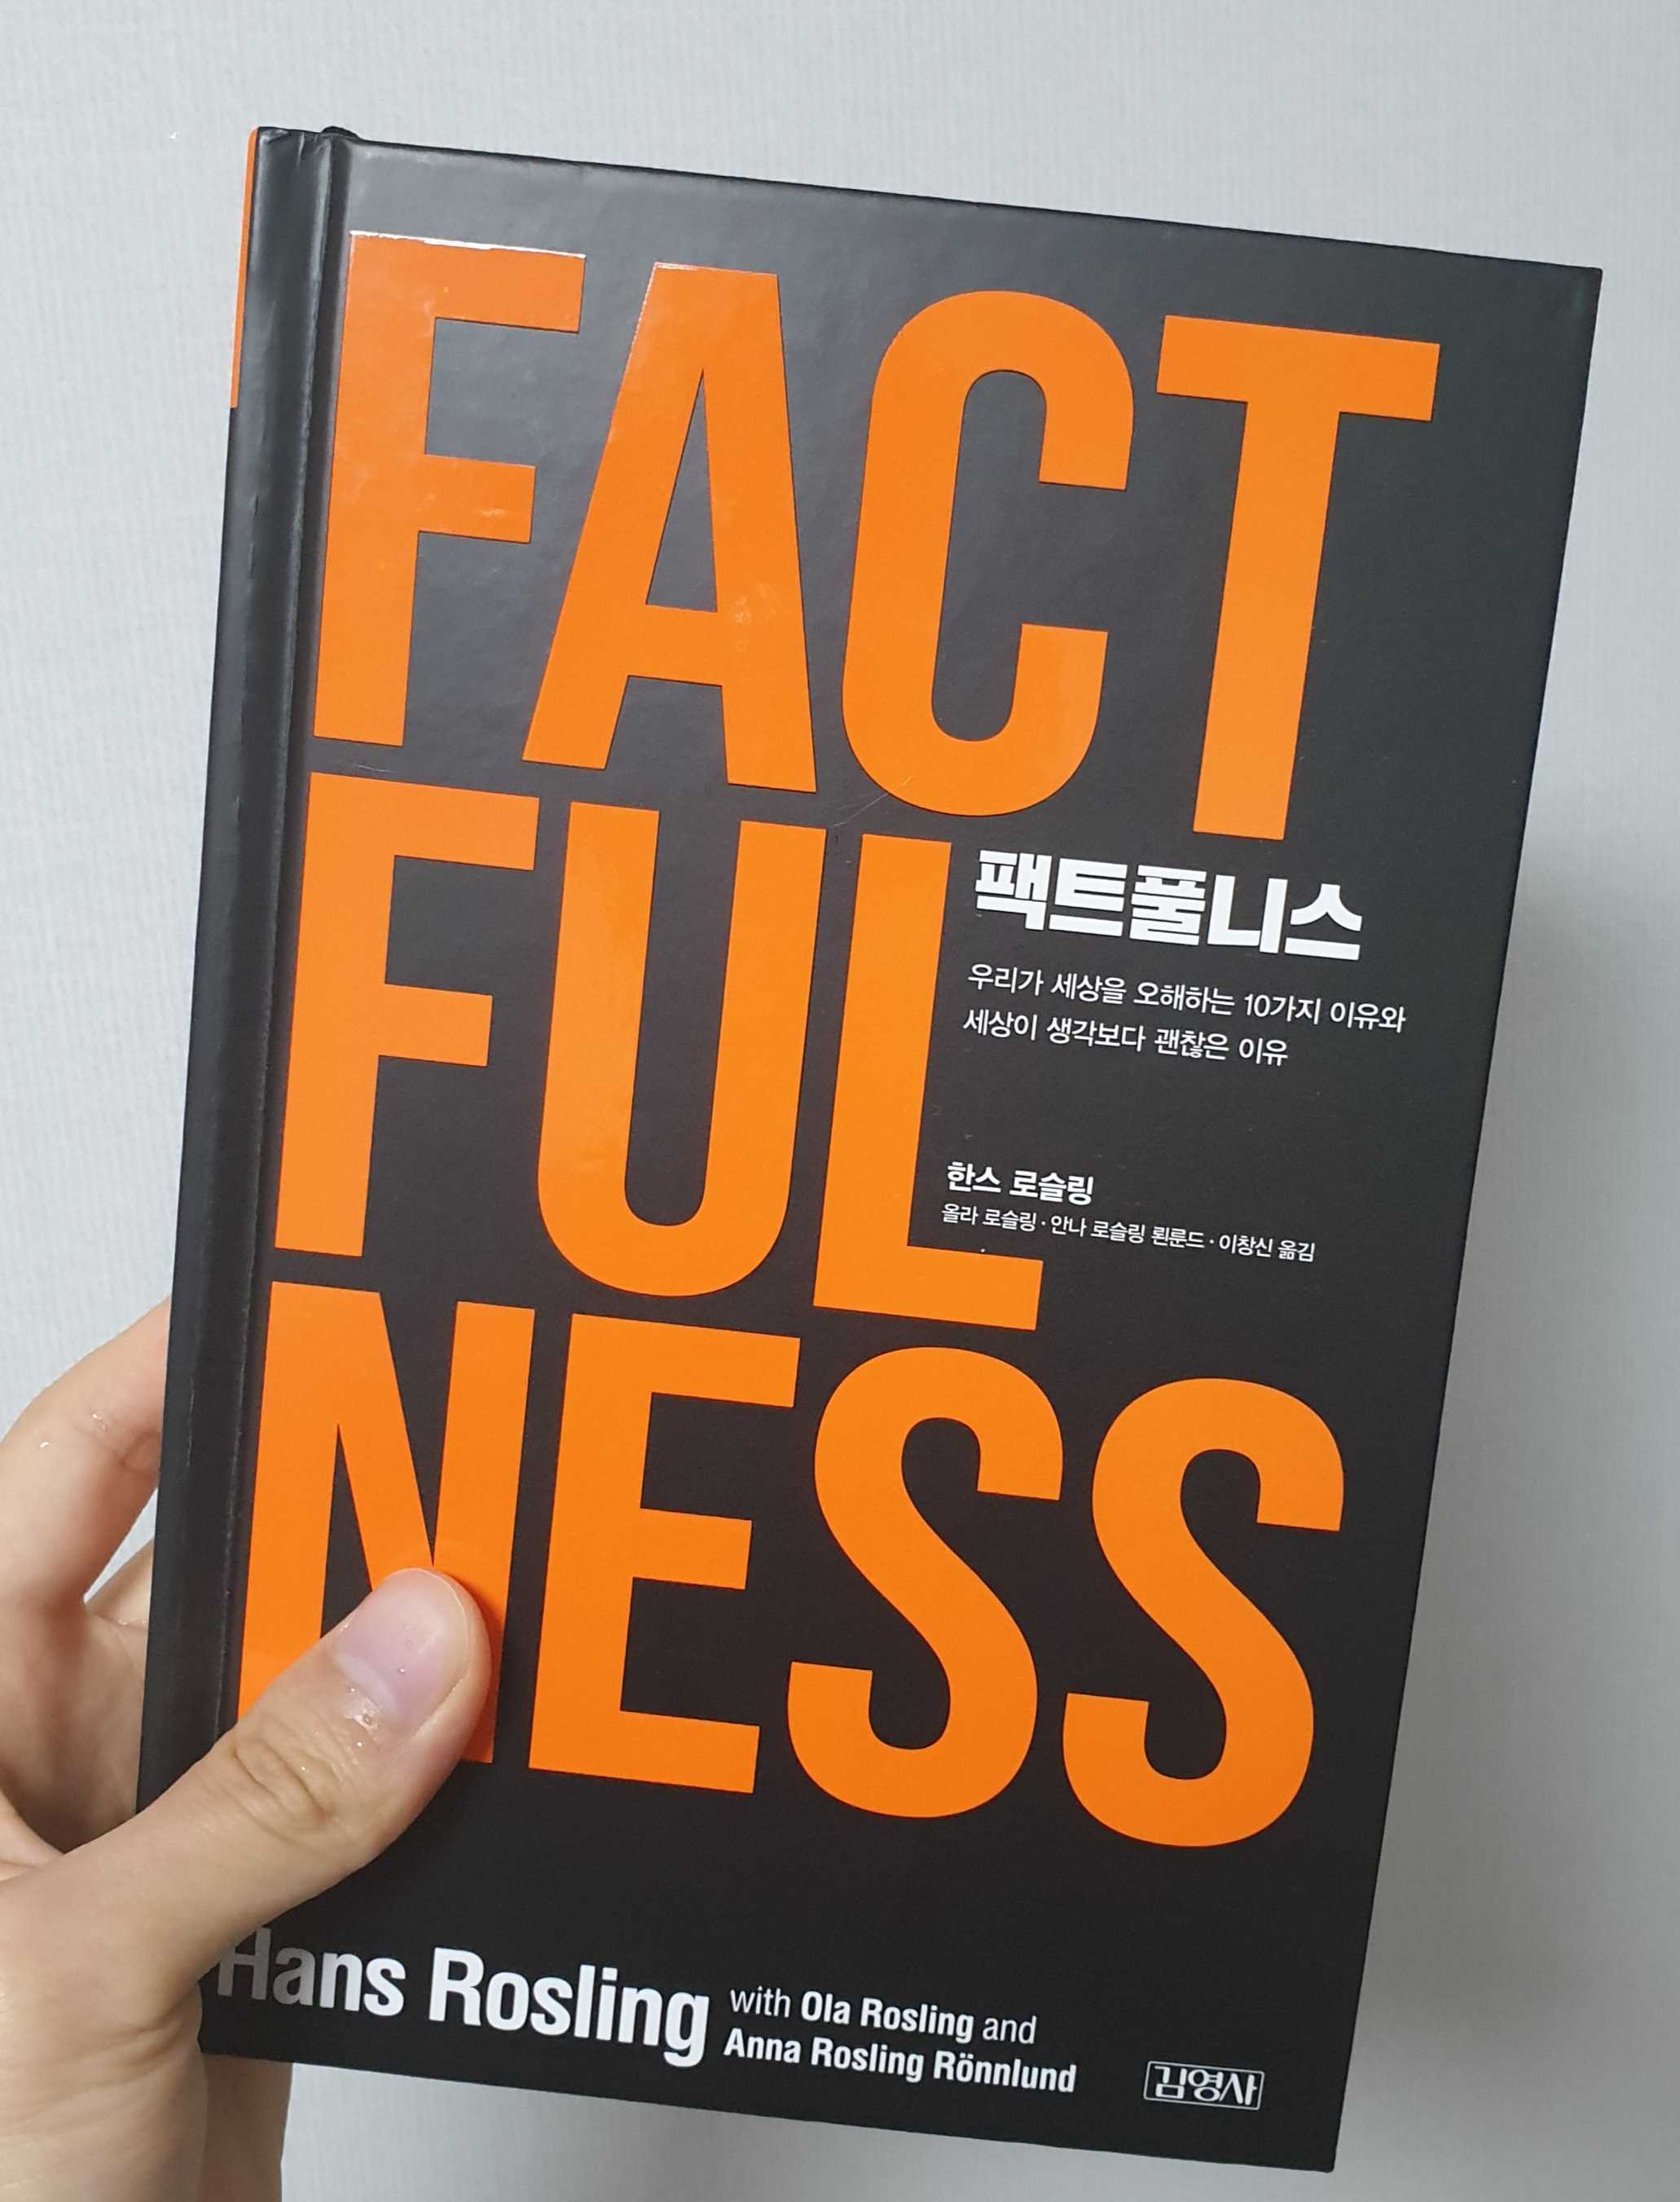 FACT
FUL
NESS
팩트풀니스
우리가 세상을 오해하는 10가지 이유와
세상이 생각보다 괜찮은 이유
한스 로슬링
올라 로슬링·안나 로슬링 뢴룬드·이창신 옮김
Hans Rosling
with Ola Rosling and
Anna Rosling Rönnlund
김영사